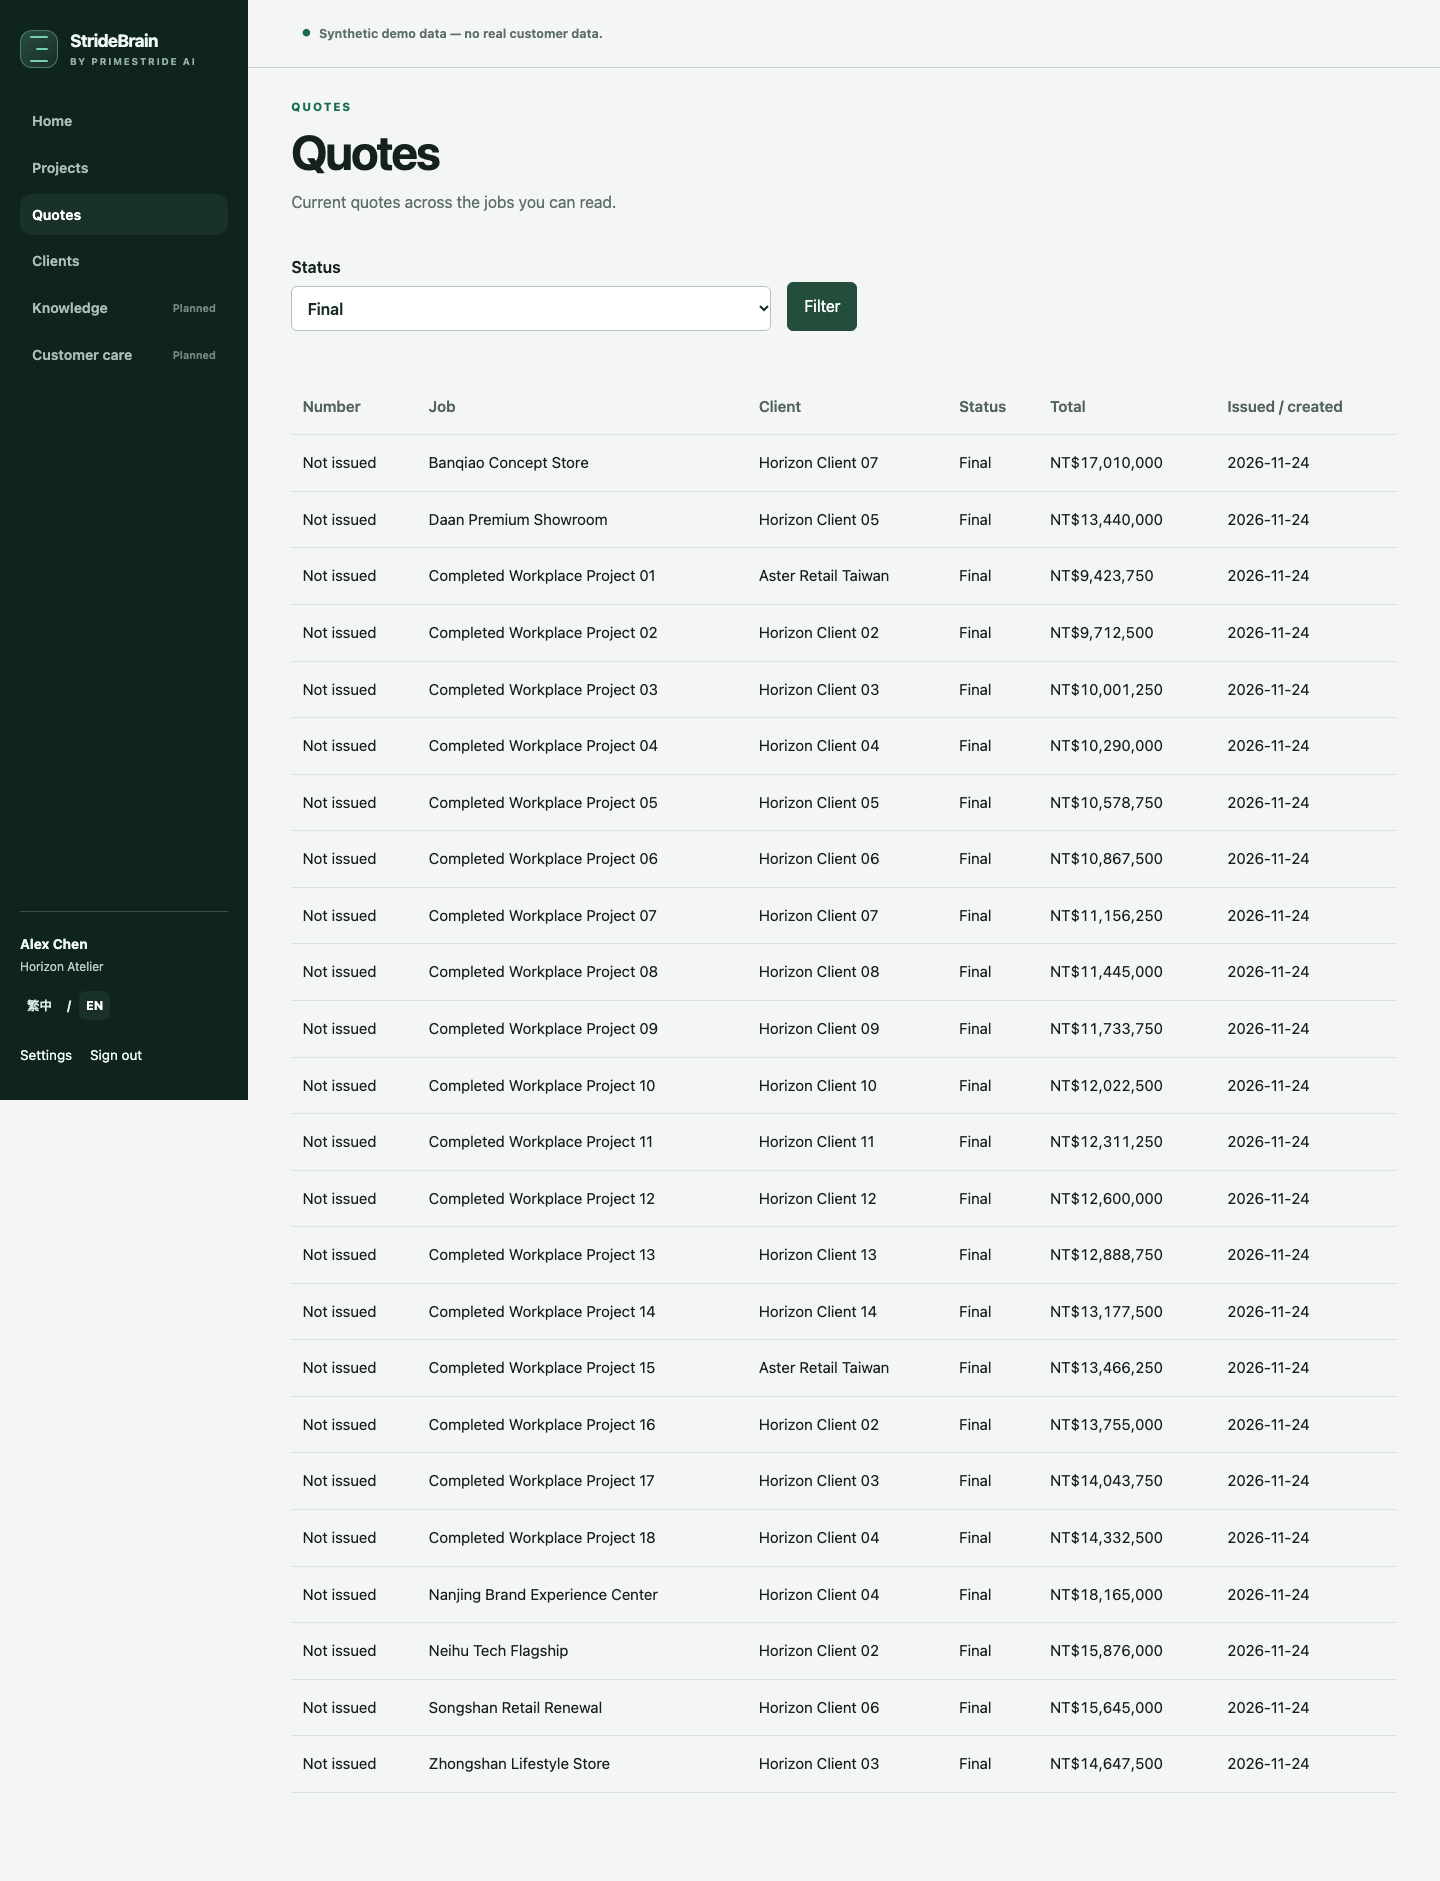 StrideBrain
BY PRIMESTRIDE AI
Home
Projects
Quotes
Clients
Knowledge Planned
Customer care Planned
Alex Chen
Horizon Atelier
繁中 / EN
Settings Sign out
Synthetic demo data — no real customer data.
QUOTES
Quotes
Current quotes across the jobs you can read.
Status
Final
Filter
Number Job Client Status Total Issued / created
Not issued Banqiao Concept Store Horizon Client 07 Final NT$17,010,000 2026-11-24
Not issued Daan Premium Showroom Horizon Client 05 Final NT$13,440,000 2026-11-24
Not issued Completed Workplace Project 01 Aster Retail Taiwan Final NT$9,423,750 2026-11-24
Not issued Completed Workplace Project 02 Horizon Client 02 Final NT$9,712,500 2026-11-24
Not issued Completed Workplace Project 03 Horizon Client 03 Final NT$10,001,250 2026-11-24
Not issued Completed Workplace Project 04 Horizon Client 04 Final NT$10,290,000 2026-11-24
Not issued Completed Workplace Project 05 Horizon Client 05 Final NT$10,578,750 2026-11-24
Not issued Completed Workplace Project 06 Horizon Client 06 Final NT$10,867,500 2026-11-24
Not issued Completed Workplace Project 07 Horizon Client 07 Final NT$11,156,250 2026-11-24
Not issued Completed Workplace Project 08 Horizon Client 08 Final NT$11,445,000 2026-11-24
Not issued Completed Workplace Project 09 Horizon Client 09 Final NT$11,733,750 2026-11-24
Not issued Completed Workplace Project 10 Horizon Client 10 Final NT$12,022,500 2026-11-24
Not issued Completed Workplace Project 11 Horizon Client 11 Final NT$12,311,250 2026-11-24
Not issued Completed Workplace Project 12 Horizon Client 12 Final NT$12,600,000 2026-11-24
Not issued Completed Workplace Project 13 Horizon Client 13 Final NT$12,888,750 2026-11-24
Not issued Completed Workplace Project 14 Horizon Client 14 Final NT$13,177,500 2026-11-24
Not issued Completed Workplace Project 15 Aster Retail Taiwan Final NT$13,466,250 2026-11-24
Not issued Completed Workplace Project 16 Horizon Client 02 Final NT$13,755,000 2026-11-24
Not issued Completed Workplace Project 17 Horizon Client 03 Final NT$14,043,750 2026-11-24
Not issued Completed Workplace Project 18 Horizon Client 04 Final NT$14,332,500 2026-11-24
Not issued Nanjing Brand Experience Center Horizon Client 04 Final NT$18,165,000 2026-11-24
Not issued Neihu Tech Flagship Horizon Client 02 Final NT$15,876,000 2026-11-24
Not issued Songshan Retail Renewal Horizon Client 06 Final NT$15,645,000 2026-11-24
Not issued Zhongshan Lifestyle Store Horizon Client 03 Final NT$14,647,500 2026-11-24